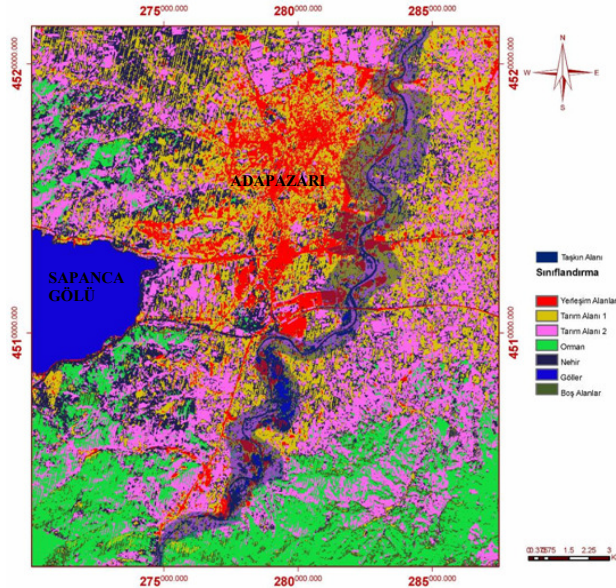 275000.000 280000.000 285000.000
4520000.000
4520000.000
N
W E
S
ADAPAZARI
SAPANCA
GÖLÜ
Taşkın Alanı
Sınıflandırma
Yerleşim Alanlar
Tarım Alanı 1
Tarım Alanı 2
Orman
Nehir
Göller
Boş Alanlar
4510000.000
4510000.000
0 0.375 0.75 1.5 2.25 3
275000.000 280000.000 285000.000